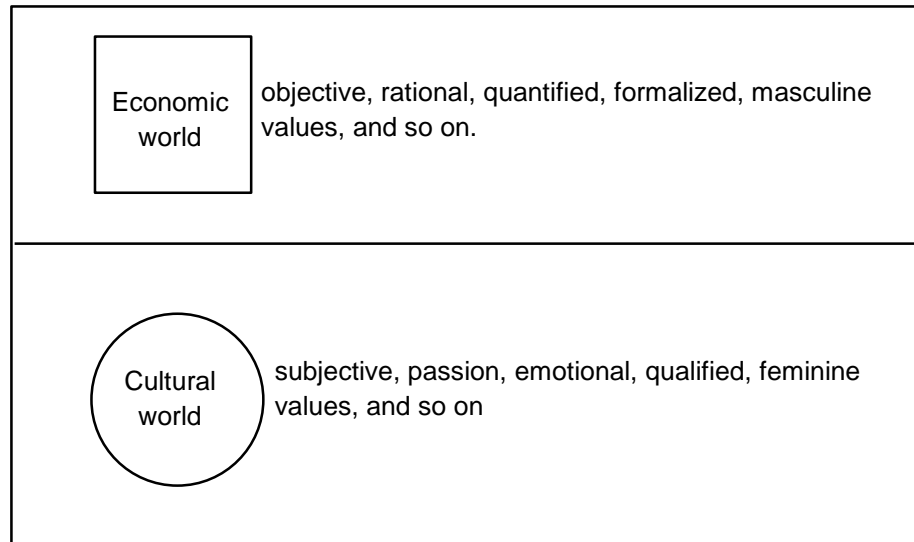 Economic
world
objective, rational, quantified, formalized, masculine
values, and so on.
Cultural
world
subjective, passion, emotional, qualified, feminine
values, and so on